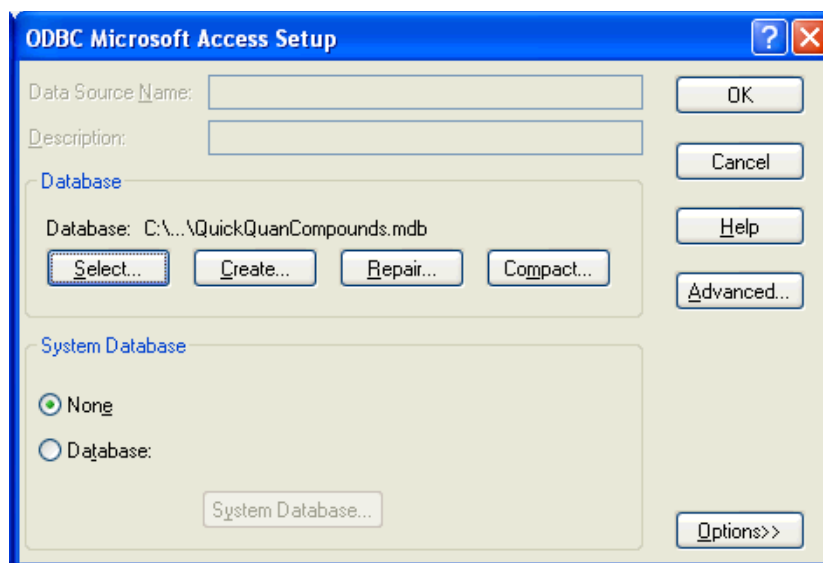 ODBC Microsoft Access Setup
Data Source Name:
OK
Description:
Cancel
Database
Database: C:\...\QuickQuanCompounds.mdb
Help
Select...
Create...
Repair...
Compact...
Advanced...
System Database
None
Database:
System Database...
Options>>